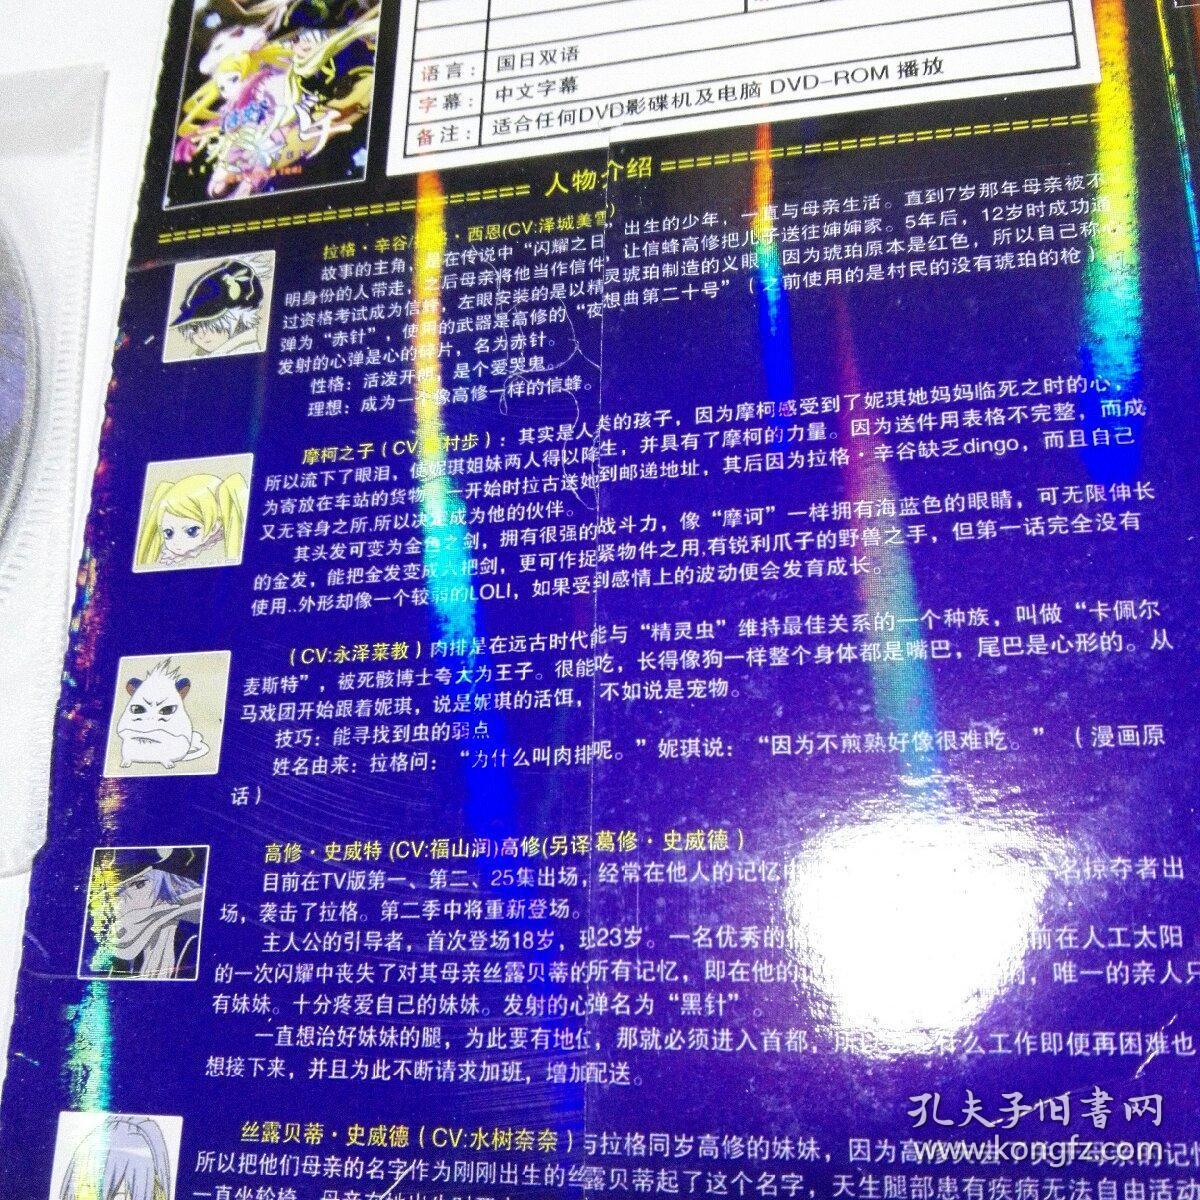 语言：国日双语
字幕：中文字幕
备注：适合任何DVD影碟机及电脑 DVD-ROM 播放
==================== 人物介绍 ====================
拉格·辛谷/ ·西恩(CV:泽城美雪)
故事的主角，是在传说中“闪耀之日”出生的少年，一直与母亲生活。直到7岁那年母亲被不
明身份的人带走，之后母亲将他当作信件，让信蜂高修把儿子送往婶婶家。5年后，12岁时成功通
过资格考试成为信蜂，左眼安装的是以精灵琥珀制造的义眼，因为琥珀原本是红色，所以自己称心
弹为“赤针”，使用的武器是高修的“夜想曲第二十号”（之前使用的是村民的没有琥珀的枪）
发射的心弹是心的碎片，名为赤针。
性格：活泼开朗，是个爱哭鬼。
理想：成为一个像高修一样的信蜂。
摩柯之子（CV: 村步）：其实是人类的孩子，因为摩柯感受到了妮琪她妈妈临死之时的心，
所以流下了眼泪，使妮琪姐妹两人得以降生，并具有了摩柯的力量。因为送件用表格不完整，而成
为寄放在车站的货物，一开始时拉古送她到邮递地址，其后因为拉格·辛谷缺乏dingo，而且自己
又无容身之所,所以决定成为他的伙伴。
其头发可变为金色之剑，拥有很强的战斗力，像“摩诃”一样拥有海蓝色的眼睛，可无限伸长
的金发，能把金发变成 把剑，更可作捉紧物件之用,有锐利爪子的野兽之手，但第一话完全没有
使用..外形却像一个较弱的LOLI，如果受到感情上的波动便会发育成长。
（CV:永泽菜教）肉排是在远古时代能与“精灵虫”维持最佳关系的一个种族，叫做“卡佩尔
麦斯特”，被死骸博士夸大为王子。很能吃，长得像狗一样整个身体都是嘴巴，尾巴是心形的。从
马戏团开始跟着妮琪，说是妮琪的活饵，不如说是宠物。
技巧：能寻找到虫的弱点
姓名由来：拉格问：“为什么叫肉排呢。”妮琪说：“因为不煎熟好像很难吃。”（漫画原
话）
高修·史威特 (CV:福山润)高修(另译葛修·史威德）
目前在TV版第一、第二、25集出场，经常在他人的记忆 名掠夺者出
场，袭击了拉格。第二季中将重新登场。
主人公的引导者，首次登场18岁，现23岁。一名优秀的 前在人工太阳
的一次闪耀中丧失了对其母亲丝露贝蒂的所有记忆，即在他的 ，唯一的亲人只
有妹妹。十分疼爱自己的妹妹。发射的心弹名为“黑针”。
一直想治好妹妹的腿，为此要有地位，那就必须进入首都，所以 什么工作即便再困难也
想接下来，并且为此不断请求加班，增加配送。
丝露贝蒂·史威德（CV:水树奈奈）与拉格同岁高修的妹妹，因为高修 母亲的记忆
所以把他们母亲的名字作为刚刚出生的丝露贝蒂起了这个名字，天生腿部患有疾病无法自由活动
一直坐轮椅，母亲在她出生时
孔夫子旧书网
www.kongfz.com